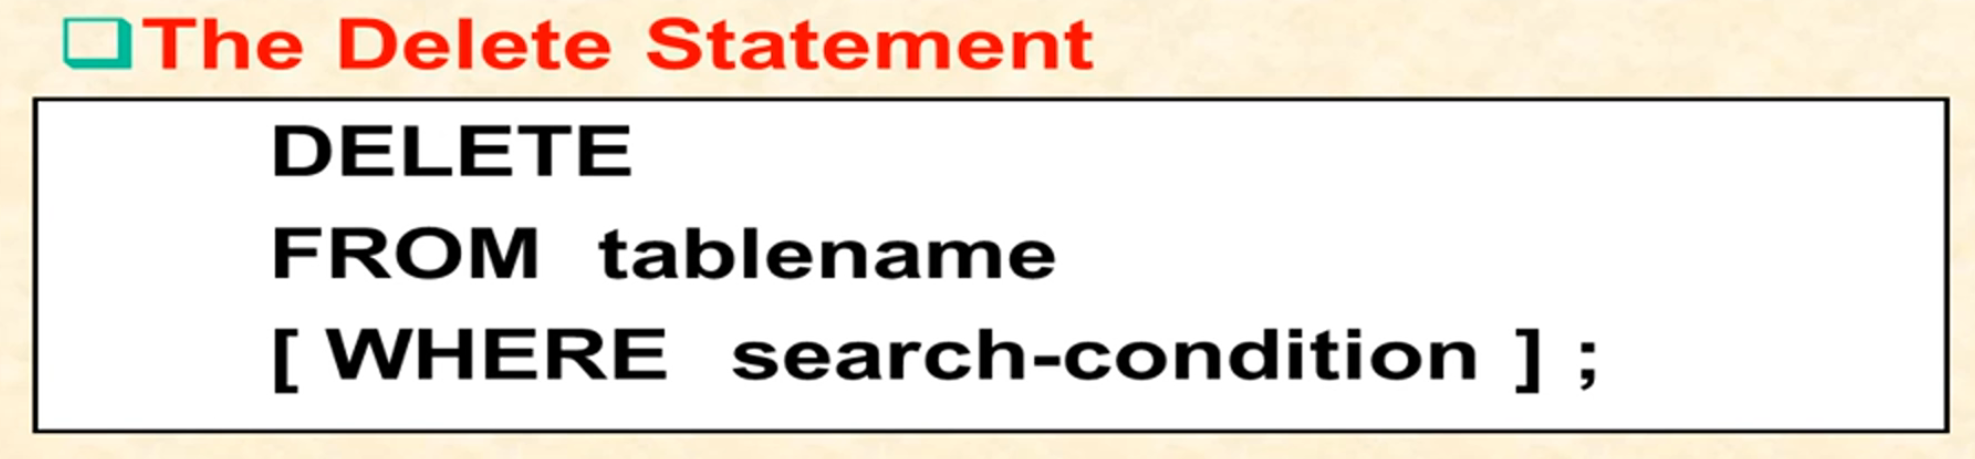 The Delete Statement
DELETE
FROM tablename
[ WHERE search-condition ] ;